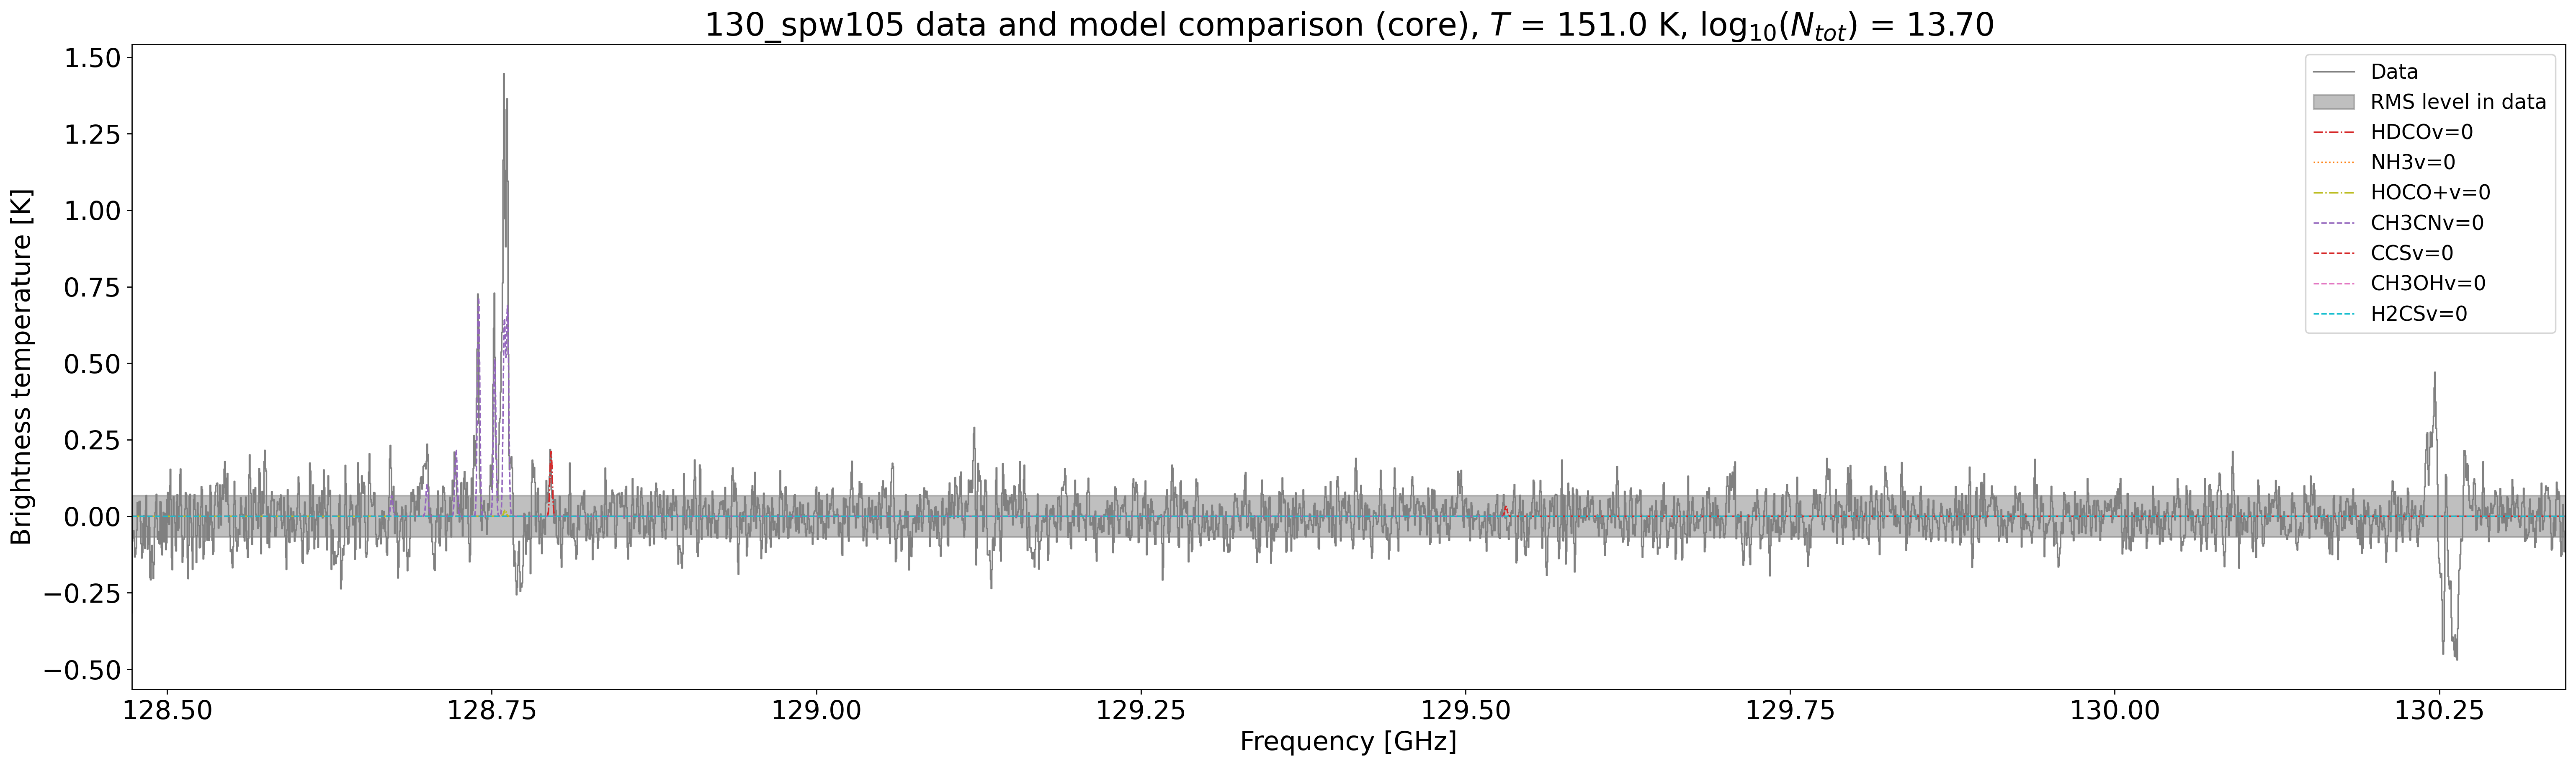 130_spw105 data and model comparison (core), T = 151.0 K, log₁₀(Nₜₒₜ) = 13.70
1.50
1.25
1.00
0.75
0.50
0.25
0.00
−0.25
−0.50
Brightness temperature [K]
Data
RMS level in data
HDCOv=0
NH3v=0
HOCO+v=0
CH3CNv=0
CCSv=0
CH3OHv=0
H2CSv=0
128.50 128.75 129.00 129.25 129.50 129.75 130.00 130.25
Frequency [GHz]